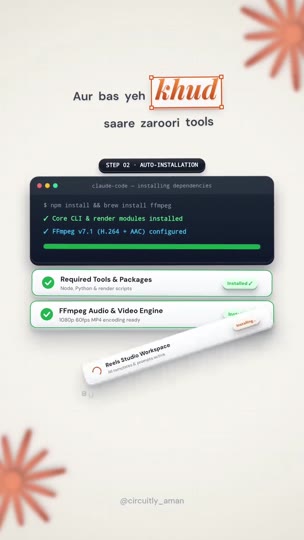 Aur bas yeh khud
saare zaroori tools
STEP 02 · AUTO-INSTALLATION
claude-code — installing dependencies
$ npm install && brew install ffmpeg
✓ Core CLI & render modules installed
✓ FFmpeg v7.1 (H.264 + AAC) configured
Required Tools & Packages
Node, Python & render scripts
Installed ✓
FFmpeg Audio & Video Engine
1080p 60fps MP4 encoding ready
Reels Studio Workspace
@circuitly_aman